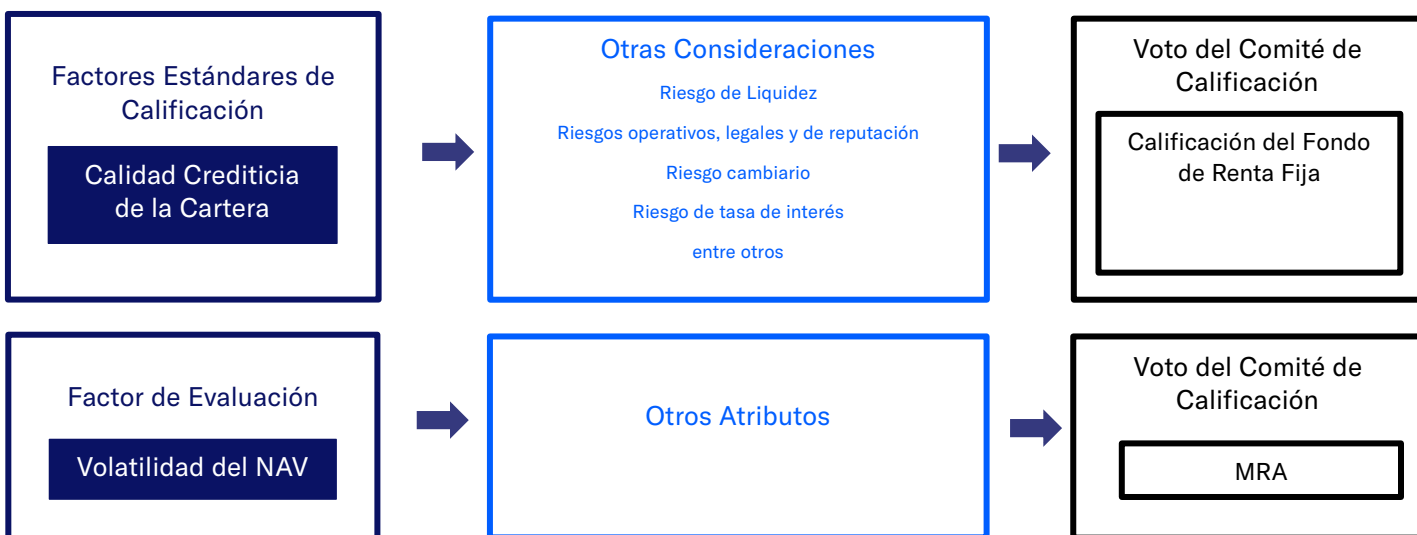 Factores Estándares de
Calificación
Calidad Crediticia
de la Cartera
Otras Consideraciones
Riesgo de Liquidez
Riesgos operativos, legales y de reputación
Riesgo cambiario
Riesgo de tasa de interés
entre otros
Voto del Comité de
Calificación
Calificación del Fondo
de Renta Fija
Factor de Evaluación
Volatilidad del NAV
Otros Atributos
Voto del Comité de
Calificación
MRA